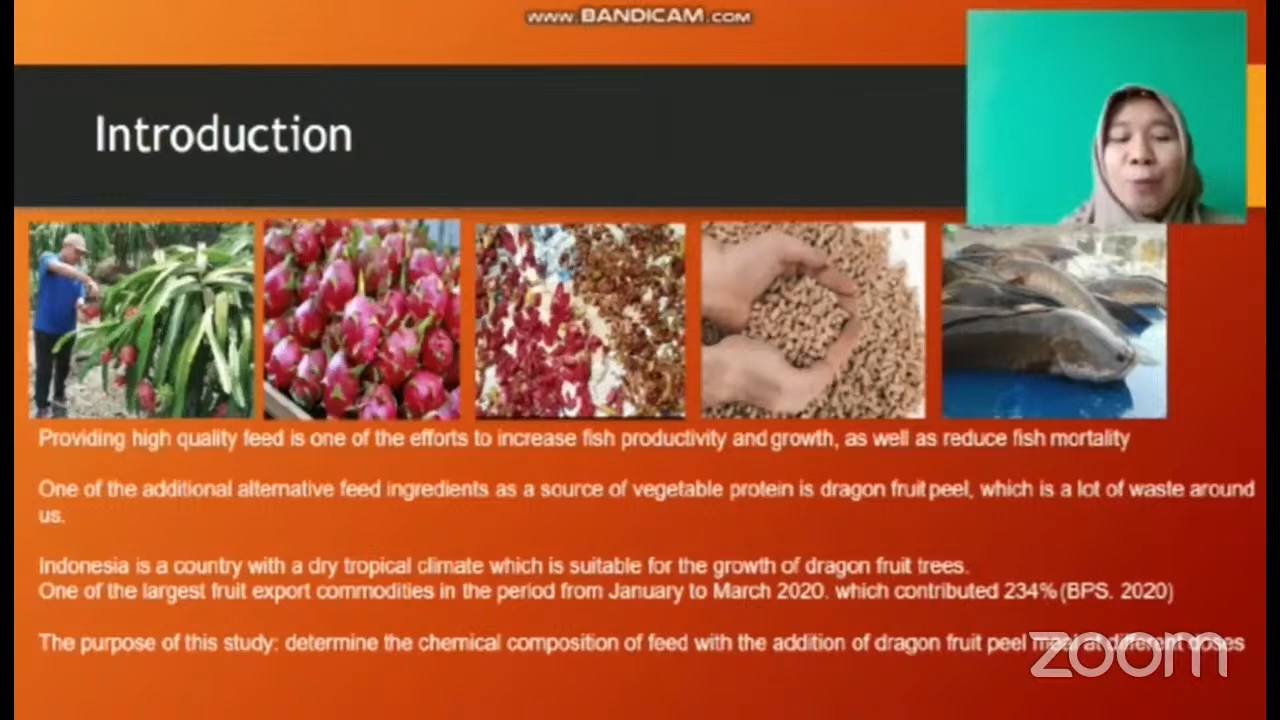 www.BANDICAM.com
Introduction
Providing high quality feed is one of the efforts to increase fish productivity and growth, as well as reduce fish mortality
One of the additional alternative feed ingredients as a source of vegetable protein is dragon fruit peel, which is a lot of waste around
us.
Indonesia is a country with a dry tropical climate which is suitable for the growth of dragon fruit trees.
One of the largest fruit export commodities in the period from January to March 2020. which contributed 234% (BPS. 2020)
The purpose of this study: determine the chemical composition of feed with the addition of dragon fruit peel meal at different doses
zoom